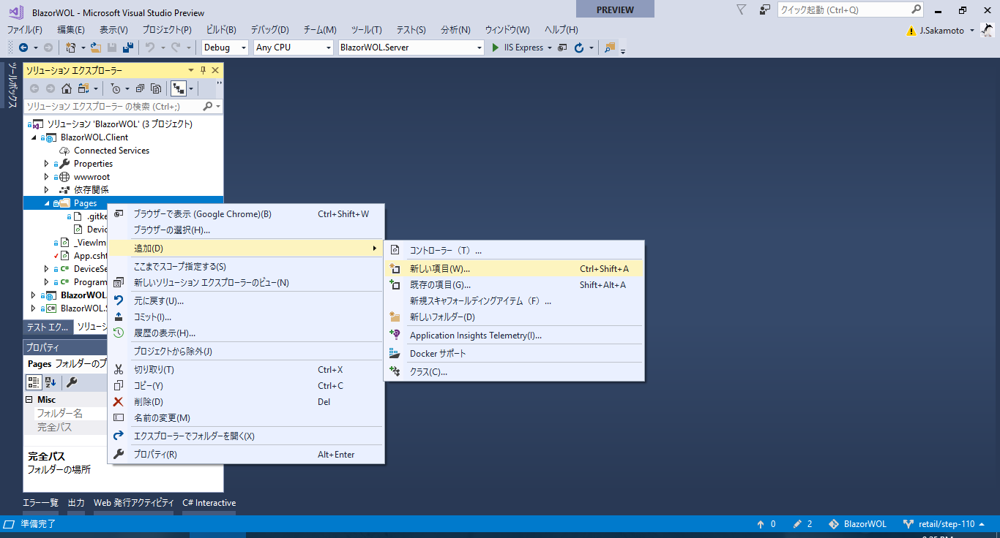 BlazorWOL - Microsoft Visual Studio Preview
PREVIEW
クイック起動 (Ctrl+Q)
ファイル(F) 編集(E) 表示(V) プロジェクト(P) ビルド(B) デバッグ(D) チーム(M) ツール(T) テスト(S) 分析(N) ウィンドウ(W) ヘルプ(H)
J.Sakamoto
Debug Any CPU BlazorWOL.Server IIS Express
ツールボックス
ソリューション エクスプローラー
ソリューション エクスプローラー の検索 (Ctrl+;)
ソリューション 'BlazorWOL' (3 プロジェクト)
BlazorWOL.Client
Connected Services
Properties
wwwroot
依存関係
Pages
.gitke
Devic
_ViewIm
App.csht
DeviceSe
Program
BlazorWOL.
BlazorWOL.S
テスト エク... ソリューシ
プロパティ
Pages フォルダーのプ
Misc
フォルダー名
完全パス
完全パス
フォルダーの場所
ブラウザーで表示 (Google Chrome)(B) Ctrl+Shift+W
ブラウザーの選択(H)...
追加(D)
ここまでスコープ指定する(S)
新しいソリューション エクスプローラーのビュー(N)
元に戻す(U)...
コミット(I)...
履歴の表示(H)...
プロジェクトから除外(J)
切り取り(T) Ctrl+X
コピー(Y) Ctrl+C
削除(D) Del
名前の変更(M)
エクスプローラーでフォルダーを開く(X)
プロパティ(R) Alt+Enter
コントローラー（T）...
新しい項目(W)... Ctrl+Shift+A
既存の項目(G)... Shift+Alt+A
新規スキャフォールディングアイテム（F）...
新しいフォルダー(D)
Application Insights Telemetry(I)...
Docker サポート
クラス(C)...
エラー一覧 出力 Web 発行アクティビティ C# Interactive
準備完了
0 2 BlazorWOL retail/step-110